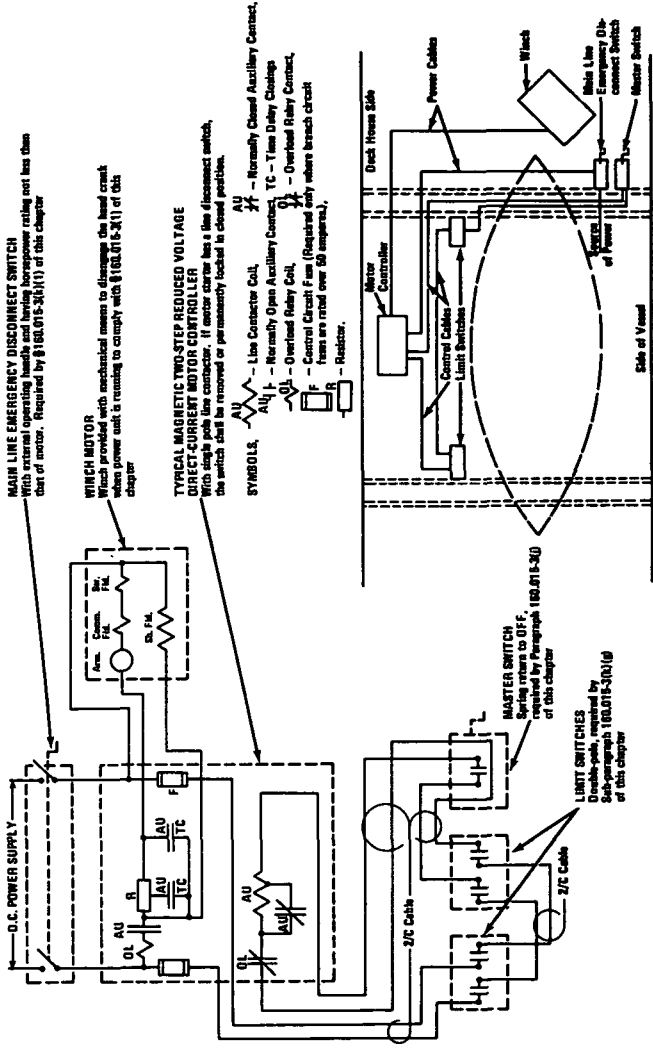 MAIN LINE EMERGENCY DISCONNECT SWITCH
With external operating handle and having horsepower rating not less than
that of motor. Required by §160.015-3(k)(1) of this chapter
WINCH MOTOR
Winch provided with mechanical means to disengage the hand crank
when power unit is running to comply with §160.015-3(1) of this
chapter
TYPICAL MAGNETIC TWO-STEP REDUCED VOLTAGE
DIRECT-CURRENT MOTOR CONTROLLER
With single pole line contactor. If motor starter has a line disconnect switch,
the switch shall be removed or permanently locked in closed position.
SYMBOLS,
AU – Line Contactor Coil,
AU – Normally Closed Auxiliary Contact,
AU – Normally Open Auxiliary Contact,
TC – Time Delay Closings
OL – Overload Relay Coil,
OL – Overload Relay Contact,
F – Control Circuit Fuse (Required only where branch circuit
fuses are rated over 50 amperes),
R – Resistor.
D.C. POWER SUPPLY
Arm.
Comm.
Fld.
Ser.
Fld.
Sh. Fld.
OL
AU
R
AU
TC
AU
TC
F
OL
AU
AU
2/C Cable
2/C Cable
MASTER SWITCH
Spring return to OFF,
required by Paragraph 160.015-3(j)
of this chapter
LIMIT SWITCHES
Double-pole, required by
Sub-paragraph 160.015-3(k)(g)
of this chapter
Deck House Side
Motor
Controller
Power Cables
Winch
Control Cables
Limit Switches
Main Line
Emergency Dis-
connect Switch
Master Switch
Source
of Power
Side of Vessel